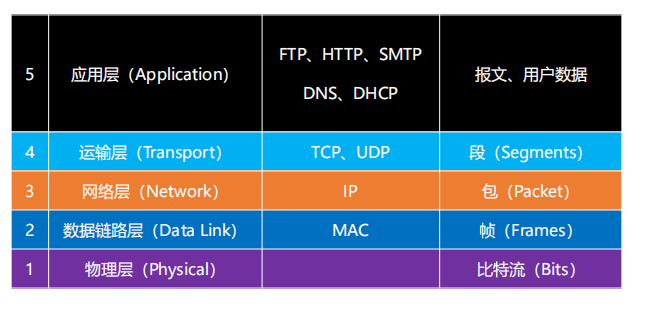 5 应用层（Application） FTP、HTTP、SMTP DNS、DHCP 报文、用户数据
4 运输层（Transport） TCP、UDP 段（Segments）
3 网络层（Network） IP 包（Packet）
2 数据链路层（Data Link） MAC 帧（Frames）
1 物理层（Physical） 比特流（Bits）